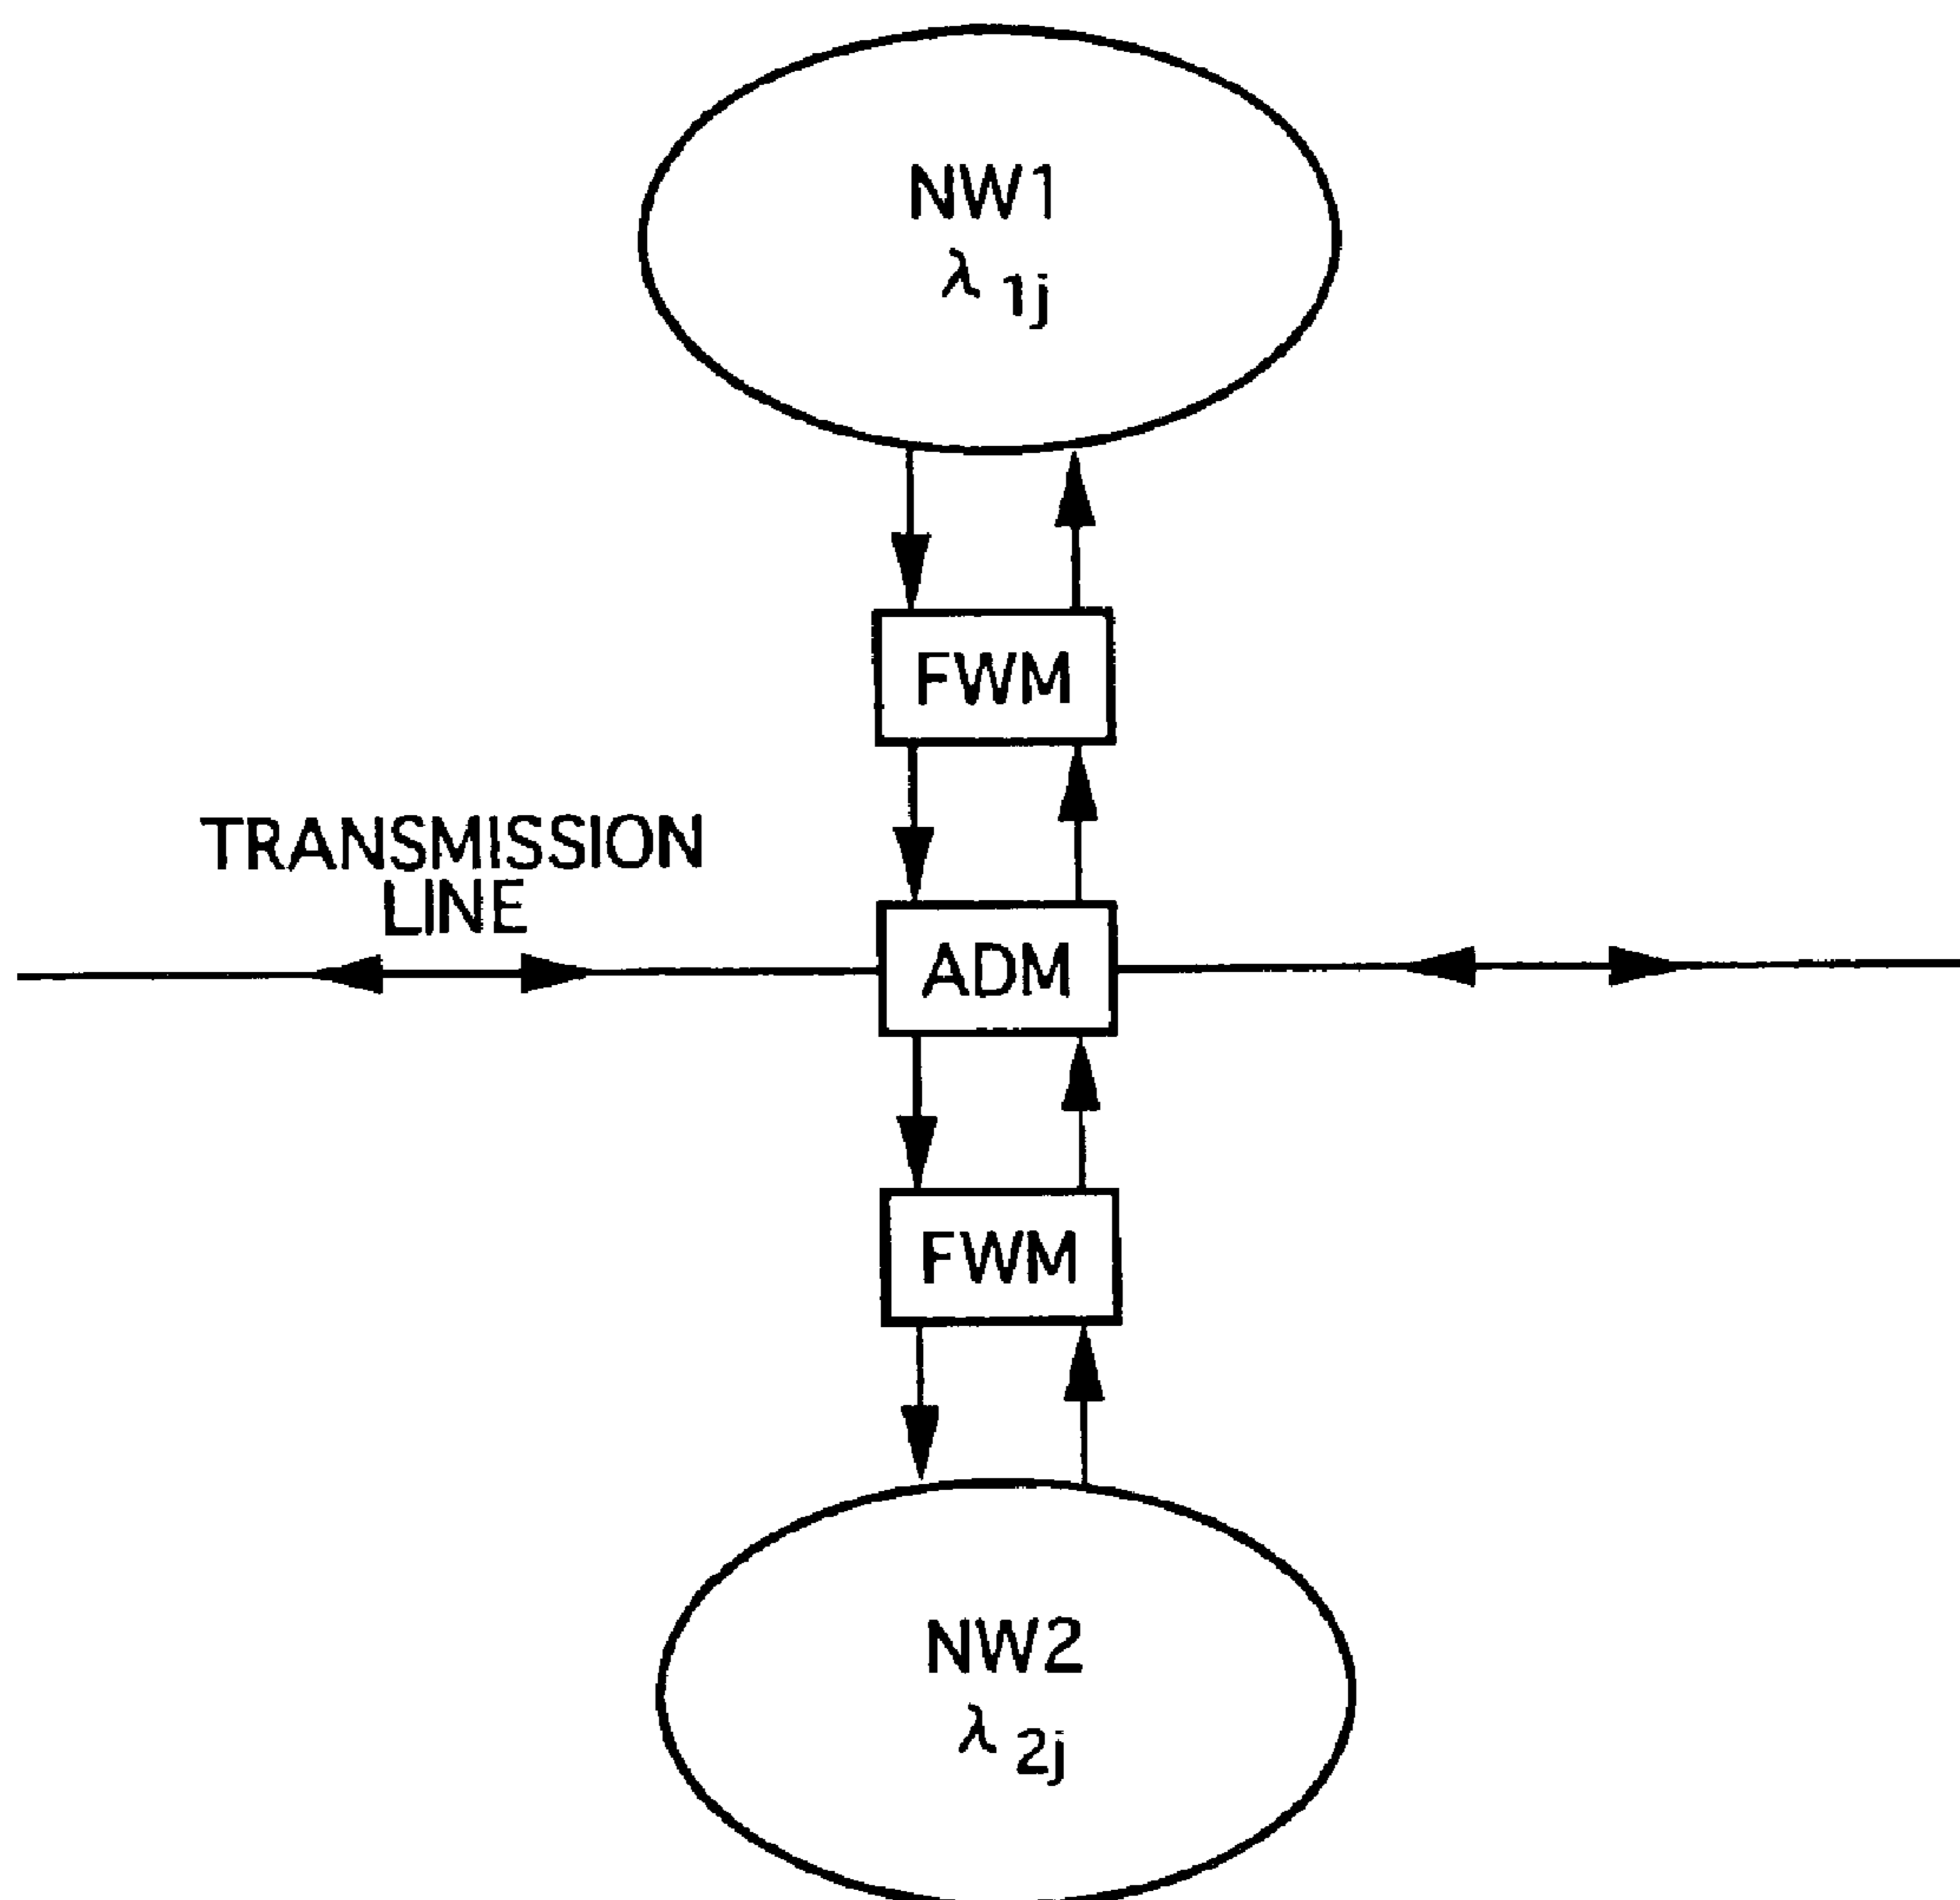 NW1
λ 1j
FWM
TRANSMISSION
LINE
ADM
FWM
NW2
λ 2j